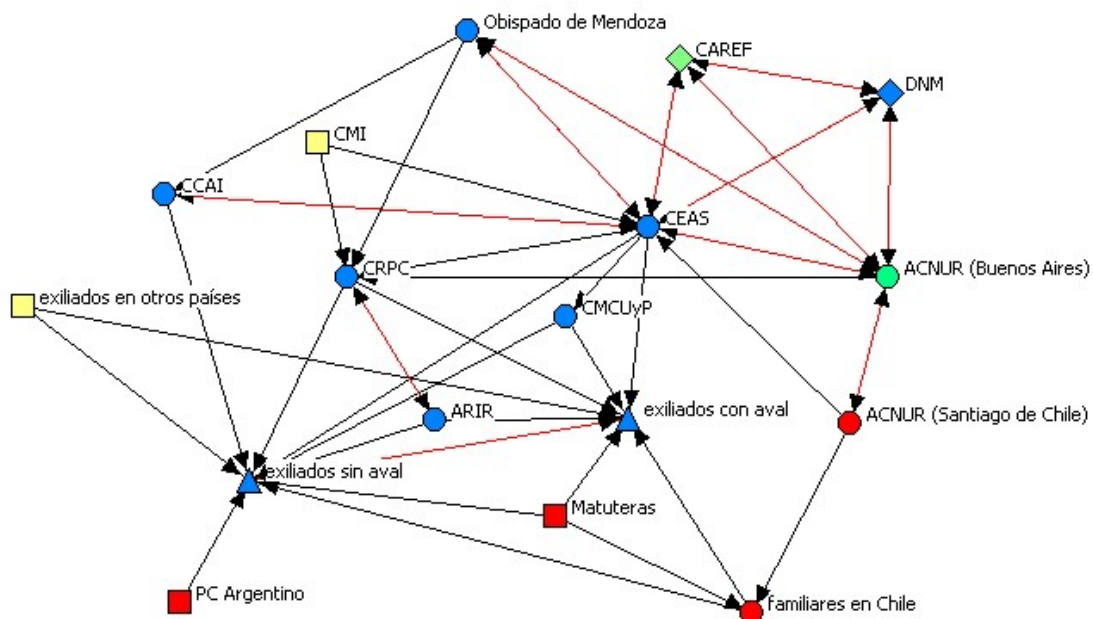 Obispado de Mendoza
CAREF
DNM
CMI
CCAI
CEAS
CRPC
ACNUR (Buenos Aires)
exiliados en otros países
CMCUyP
ARIR
exiliados con aval
ACNUR (Santiago de Chile)
exiliados sin aval
Matuteras
PC Argentino
familiares en Chile